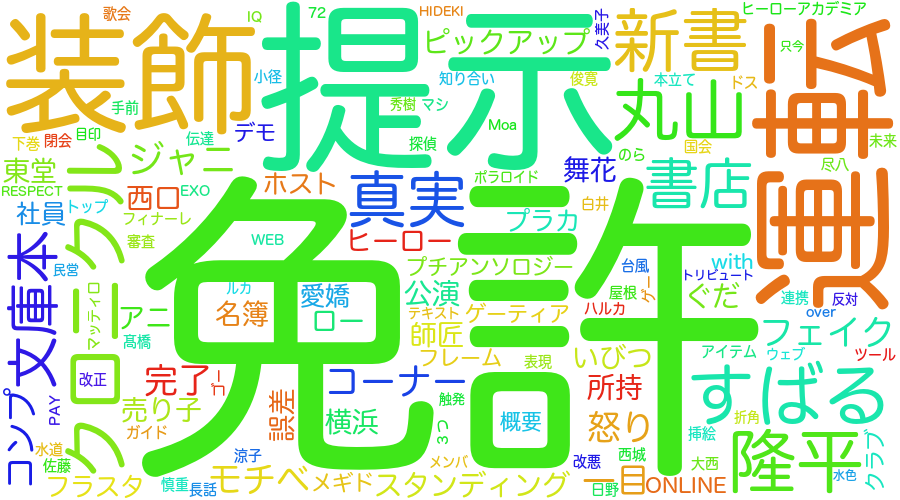 歌会
IQ
72
HIDEKI
ヒーローアカデミア
装飾
提示
ピックアップ
久美子
新書
只今
運転
小径
知り合い
俊寛
本立て
ドス
手前
秀樹
マシ
丸山
下巻
閉会
目印
伝達
デモ
探偵
Moa
のら
国会
未来
東堂
クロニクル
ジャニ
ホスト
真実
ポラロイド
舞花
書店
尽八
RESPECT
西口
EXO
社員
トップ
フィナーレ
白井
プラカ
審査
WEB
ヒーロー
with
文庫本
民営
免許
プチアンソロジー
台風
トリビュート
マッティロ
ルカ
愛嬌
公演
屋根
ゲー
ぐだ
連携
反対
アニ
名簿
ロー
テキスト
ゲーティア
ハルカ
over
高橋
師匠
フェイク
フレーム
表現
いびつ
アイテム
ウェブ
ツール
改正
完了
コーナー
所持
すばる
コンプ
PAY
売り子
誤差
横浜
触発
3つ
概要
怒り
折角
ガイド
挿絵
水道
佐藤
涼子
メンバ
改悪
西城
隆平
クラブ
大西
フラスタ
慎重
長話
モチベ
メギド
スタンディング
一目
日野
ONLINE
水色